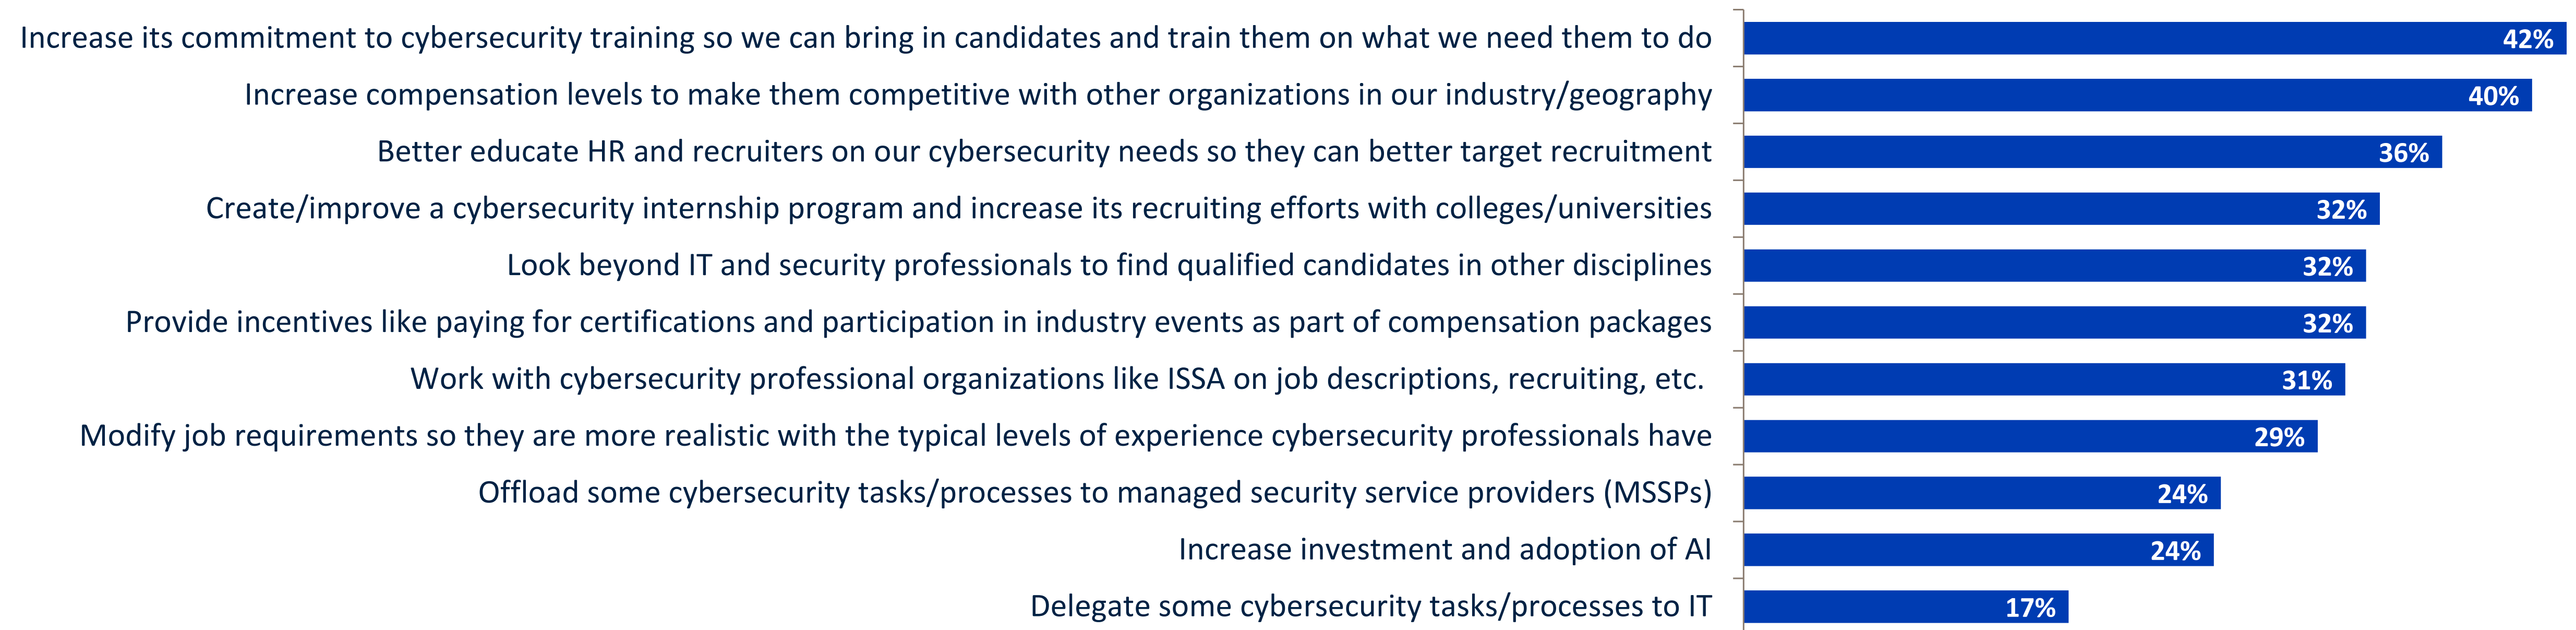 Increase its commitment to cybersecurity training so we can bring in candidates and train them on what we need them to do 42%
Increase compensation levels to make them competitive with other organizations in our industry/geography 40%
Better educate HR and recruiters on our cybersecurity needs so they can better target recruitment 36%
Create/improve a cybersecurity internship program and increase its recruiting efforts with colleges/universities 32%
Look beyond IT and security professionals to find qualified candidates in other disciplines 32%
Provide incentives like paying for certifications and participation in industry events as part of compensation packages 32%
Work with cybersecurity professional organizations like ISSA on job descriptions, recruiting, etc. 31%
Modify job requirements so they are more realistic with the typical levels of experience cybersecurity professionals have 29%
Offload some cybersecurity tasks/processes to managed security service providers (MSSPs) 24%
Increase investment and adoption of AI 24%
Delegate some cybersecurity tasks/processes to IT 17%